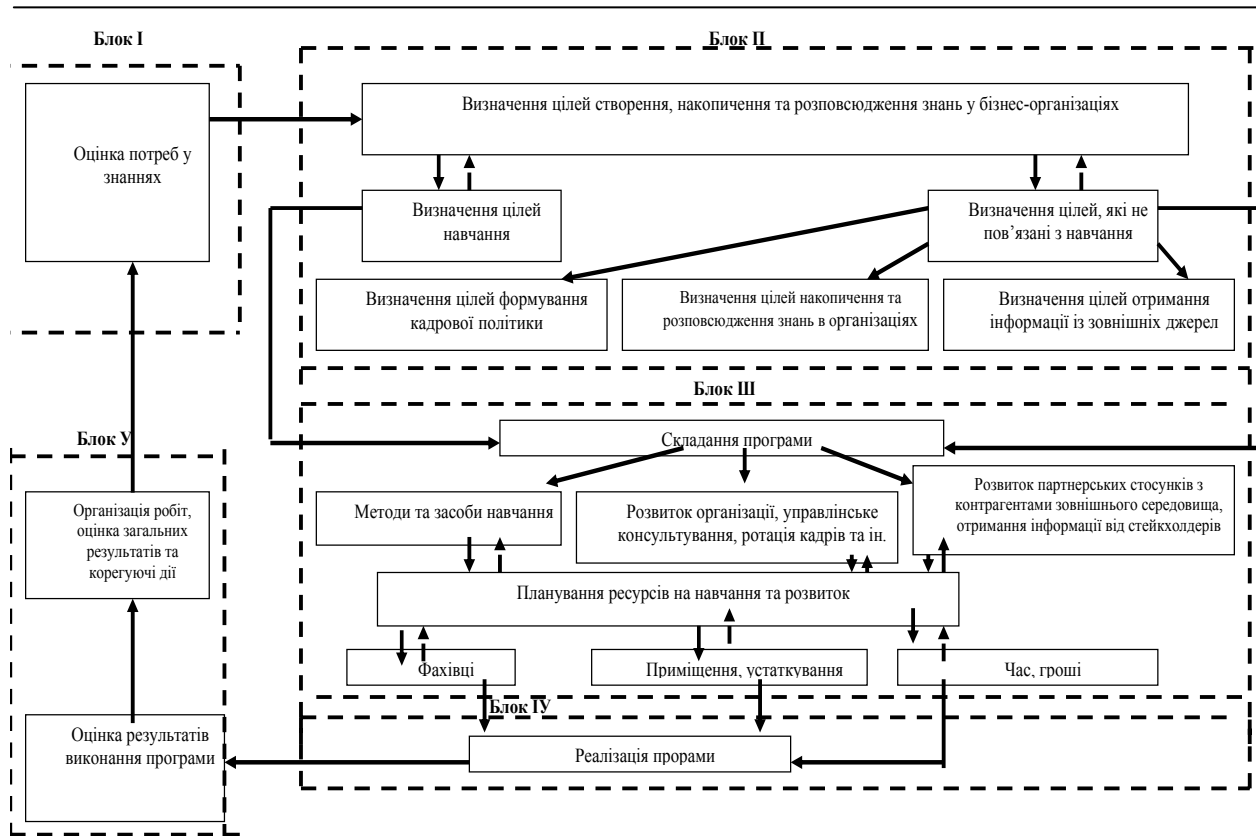 Блок І
Блок П
Визначення цілей створення, накопичення та розповсюдження знань у бізнес-організаціях
Оцінка потреб у
знаннях
Визначення цілей
навчання
Визначення цілей, які не
пов’язані з навчання
Визначення цілей формування
кадрової політики
Визначення цілей накопичення та
розповсюдження знань в організаціях
Визначення цілей отримання
інформації із зовнішніх джерел
Блок Ш
Складання програми
Методи та засоби навчання
Розвиток організації, управлінське
консультування, ротація кадрів та ін.
Розвиток партнерських стосунків з
контрагентами зовнішнього середовища,
отримання інформації від стейкхолдерів
Планування ресурсів на навчання та розвиток
Фахівці
Приміщення, устаткування
Час, гроші
Блок ІУ
Реалізація прорами
Блок У
Організація робіт,
оцінка загальних
результатів та
корегуючі дії
Оцінка результатів
виконання програми